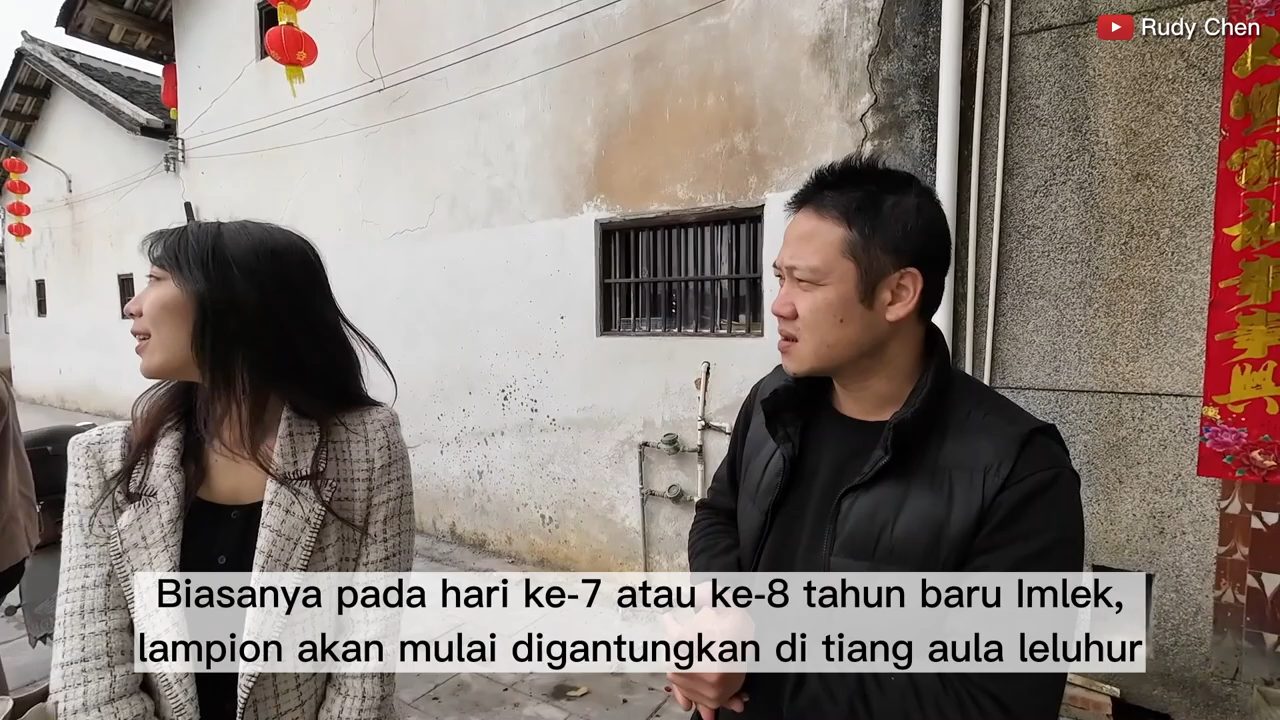 Rudy Chen
Biasanya pada hari ke-7 atau ke-8 tahun baru Imlek,
lampion akan mulai digantungkan di tiang aula leluhur